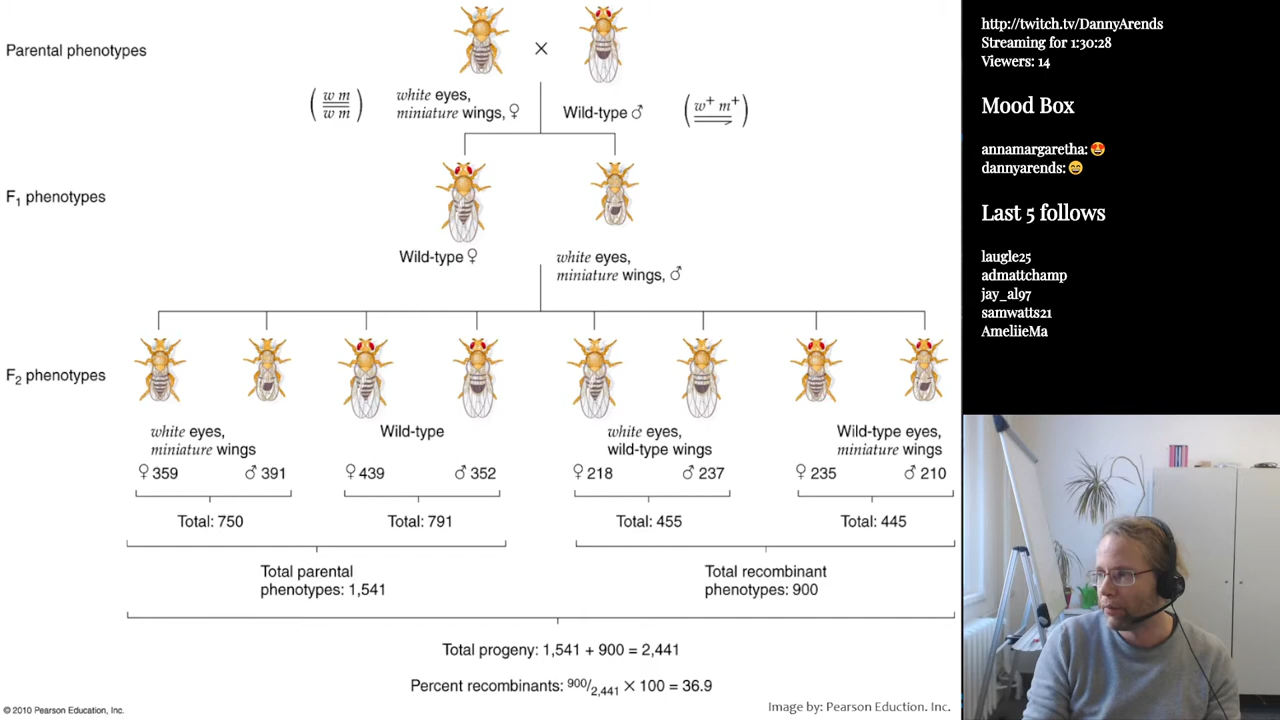 Parental phenotypes
×
( w m / w m )
white eyes,
miniature wings, ♀
Wild-type ♂
( w+ m+ )
F1 phenotypes
Wild-type ♀
white eyes,
miniature wings, ♂
F2 phenotypes
white eyes,
miniature wings
♀ 359 ♂ 391
Total: 750
Wild-type
♀ 439 ♂ 352
Total: 791
white eyes,
wild-type wings
♀ 218 ♂ 237
Total: 455
Wild-type eyes,
miniature wings
♀ 235 ♂ 210
Total: 445
Total parental
phenotypes: 1,541
Total recombinant
phenotypes: 900
Total progeny: 1,541 + 900 = 2,441
Percent recombinants: 900/2,441 × 100 = 36.9
© 2010 Pearson Education, Inc.
Image by: Pearson Eduction. Inc.
http://twitch.tv/DannyArends
Streaming for 1:30:28
Viewers: 14
Mood Box
annamargaretha: 😍
dannyarends: 😄
Last 5 follows
laugle25
admattchamp
jay_al97
samwatts21
AmeliieMa